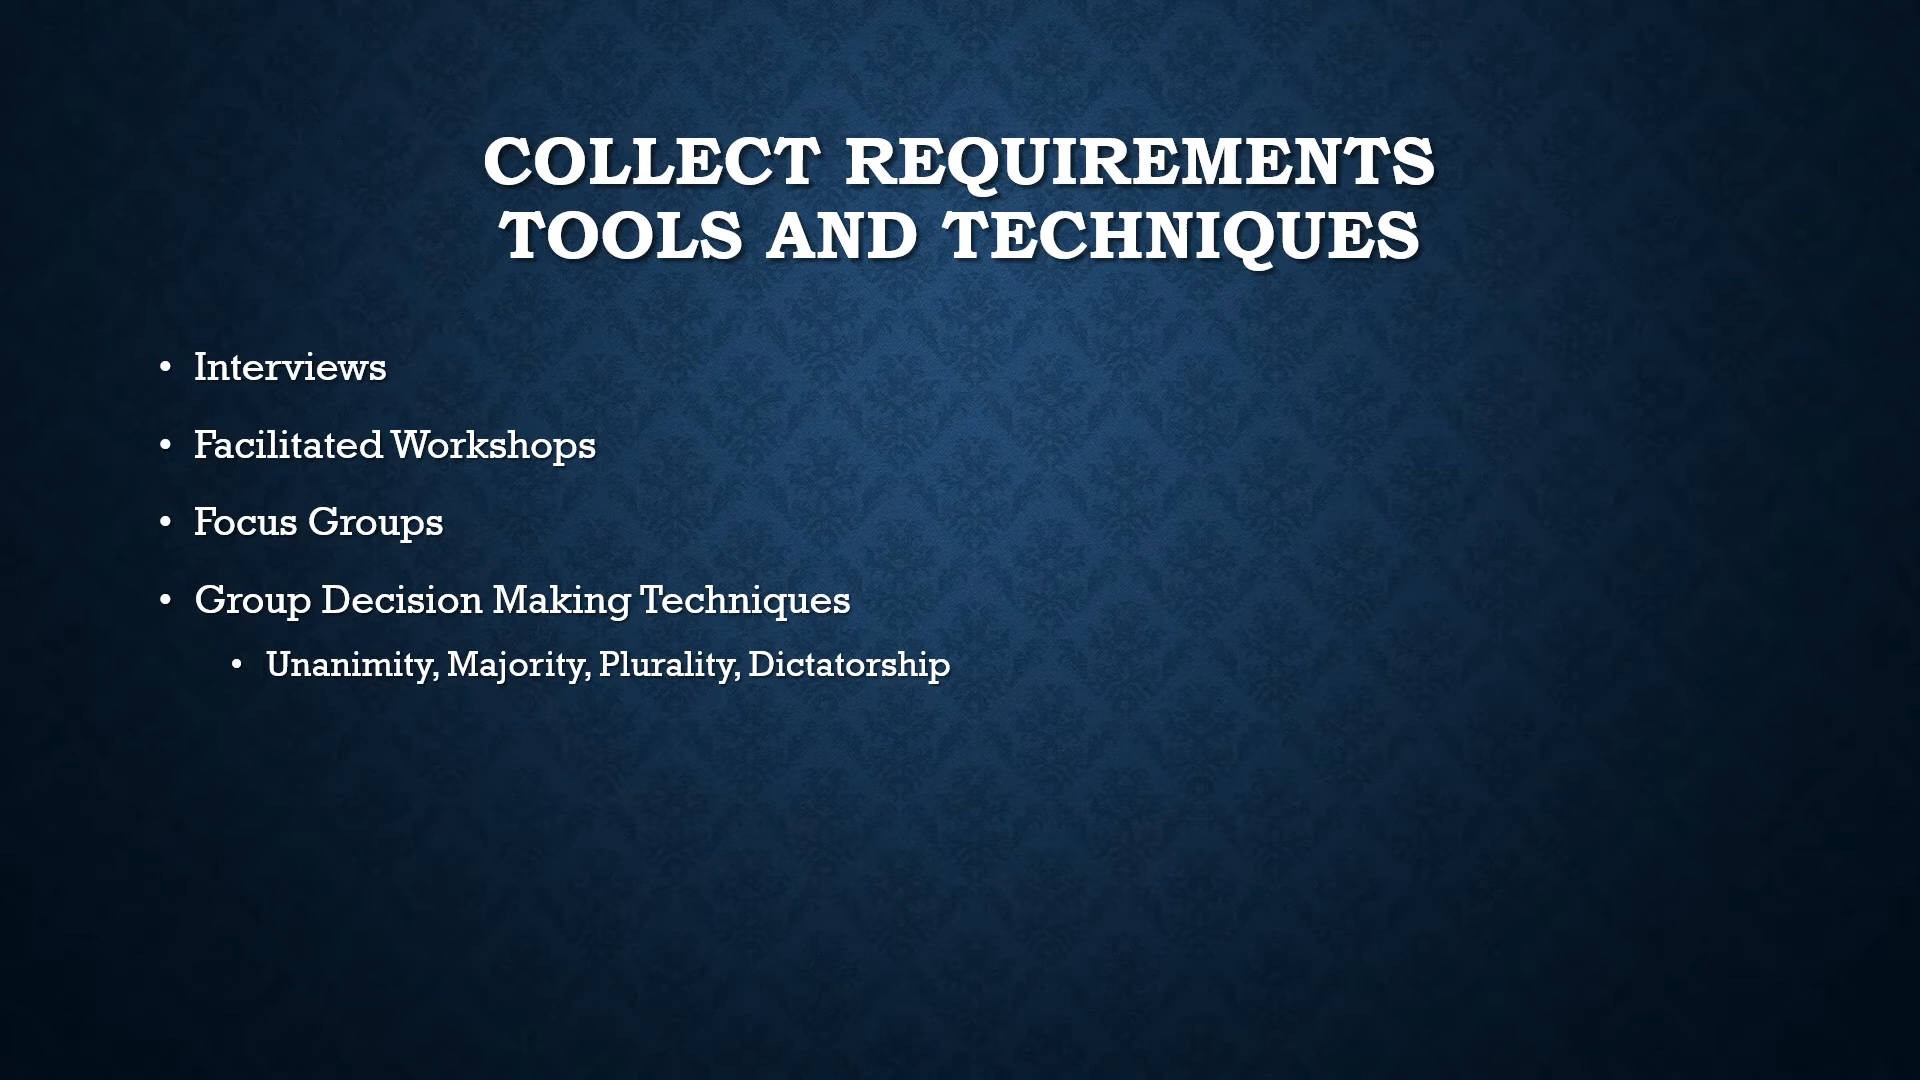 COLLECT REQUIREMENTS
TOOLS AND TECHNIQUES
• Interviews
• Facilitated Workshops
• Focus Groups
• Group Decision Making Techniques
• Unanimity, Majority, Plurality, Dictatorship